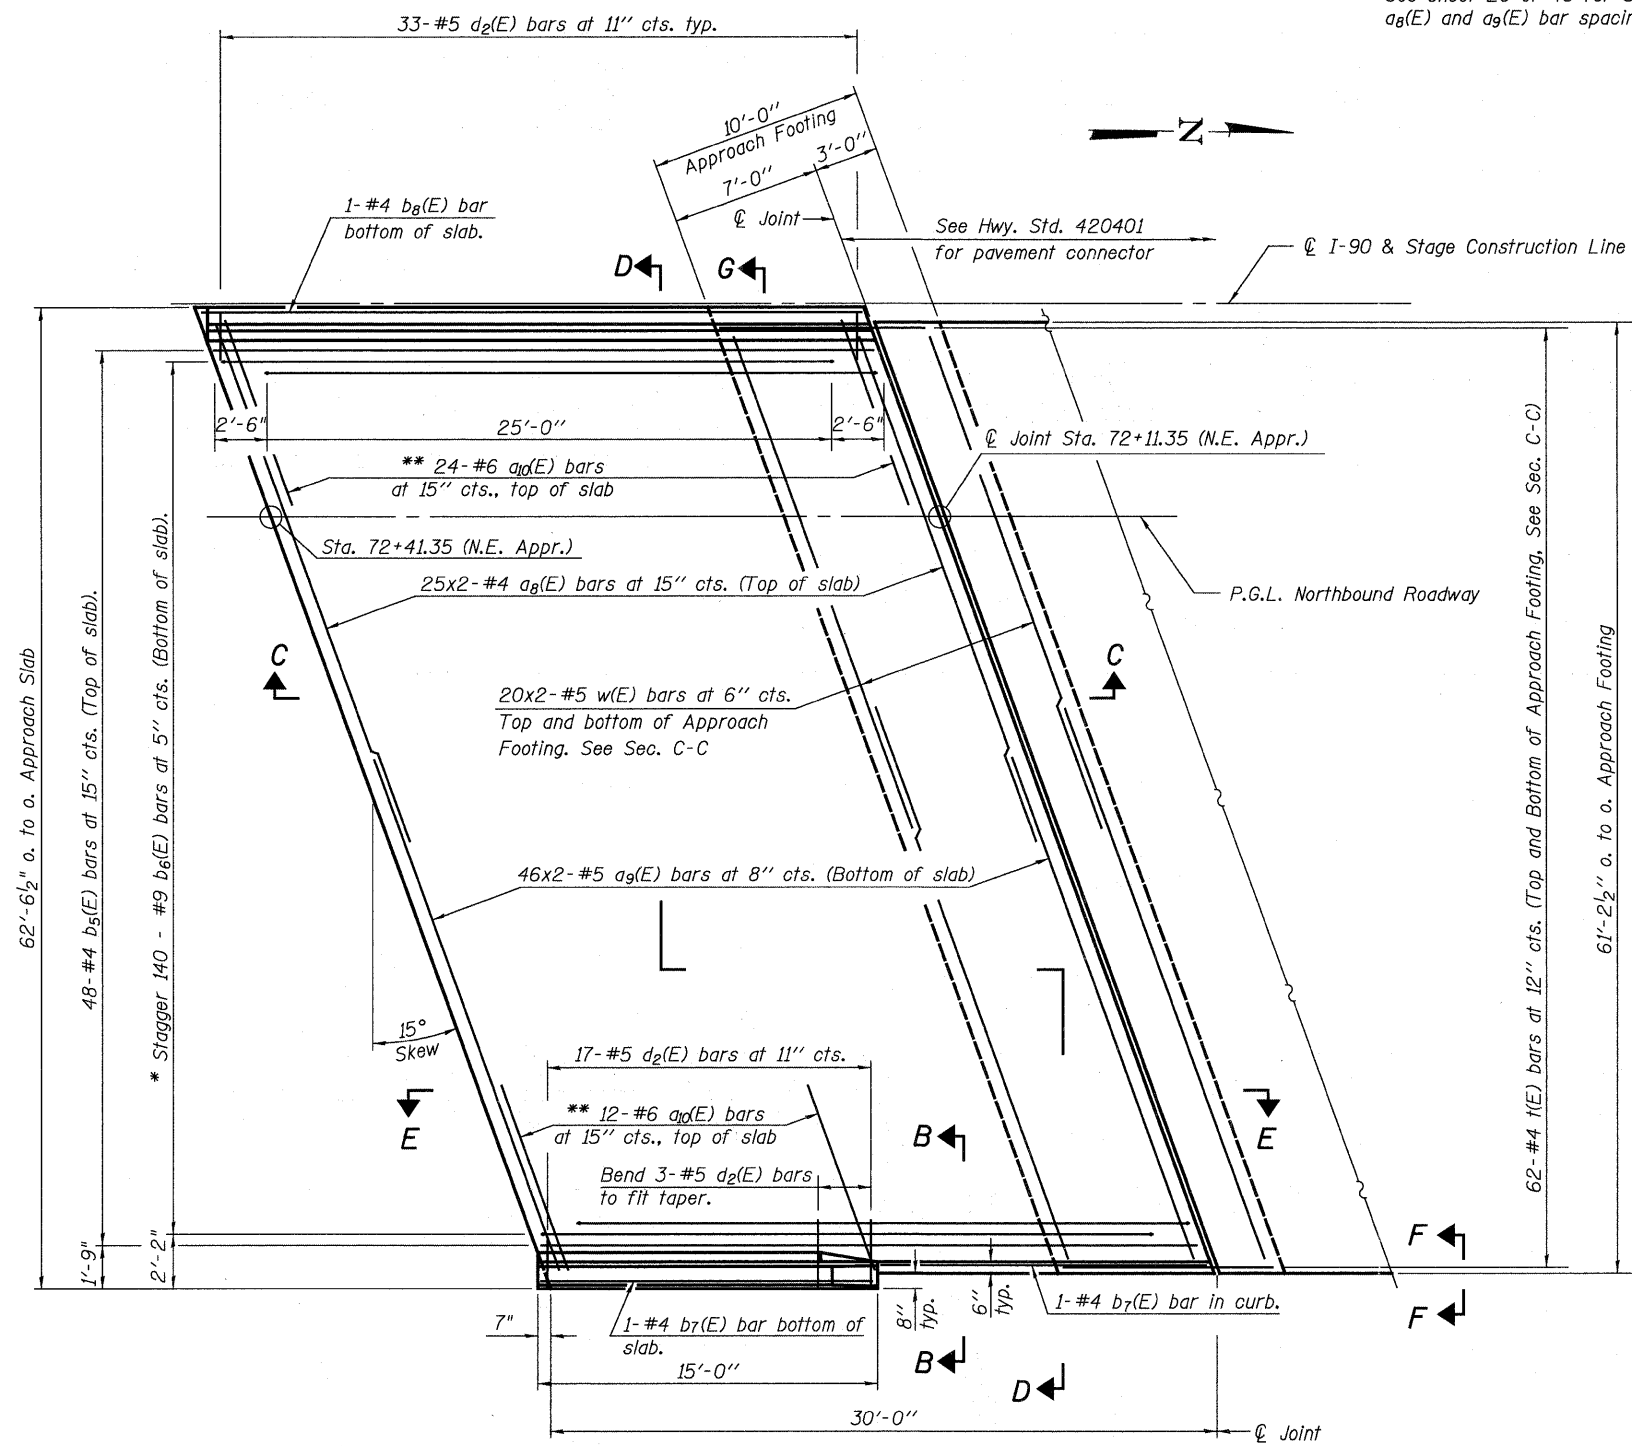 a8(E) and a9(E) bar spacin
33-#5 d2(E) bars at 11" cts. typ.
10'-0"
Approach Footing
3'-0"
7'-0"
N
1-#4 b8(E) bar
bottom of slab.
℄ Joint
See Hwy. Std. 420401
for pavement connector
℄ I-90 & Stage Construction Line
D
G
2'-6"
25'-0"
2'-6"
℄ Joint Sta. 72+11.35 (N.E. Appr.)
** 24-#6 a10(E) bars
at 15" cts., top of slab
Sta. 72+41.35 (N.E. Appr.)
25x2-#4 a8(E) bars at 15" cts. (Top of slab)
P.G.L. Northbound Roadway
C
C
20x2-#5 w(E) bars at 6" cts.
Top and bottom of Approach
Footing. See Sec. C-C
62'-6½" o. to o. Approach Slab
48-#4 b5(E) bars at 15" cts. (Top of slab).
* Stagger 140 - #9 b6(E) bars at 5" cts. (Bottom of slab).
62-#4 t(E) bars at 12" cts. (Top and Bottom of Approach Footing, See Sec. C-C)
61'-2½" o. to o. Approach Footing
46x2-#5 a9(E) bars at 8" cts. (Bottom of slab)
15°
Skew
17-#5 d2(E) bars at 11" cts.
E
** 12-#6 a10(E) bars
at 15" cts., top of slab
B
E
Bend 3-#5 d2(E) bars
to fit taper.
1'-9"
2'-2"
F
7"
1-#4 b7(E) bar bottom of
slab.
8"
typ.
6"
typ.
1-#4 b7(E) bar in curb.
F
15'-0"
B
D
30'-0"
℄ Joint